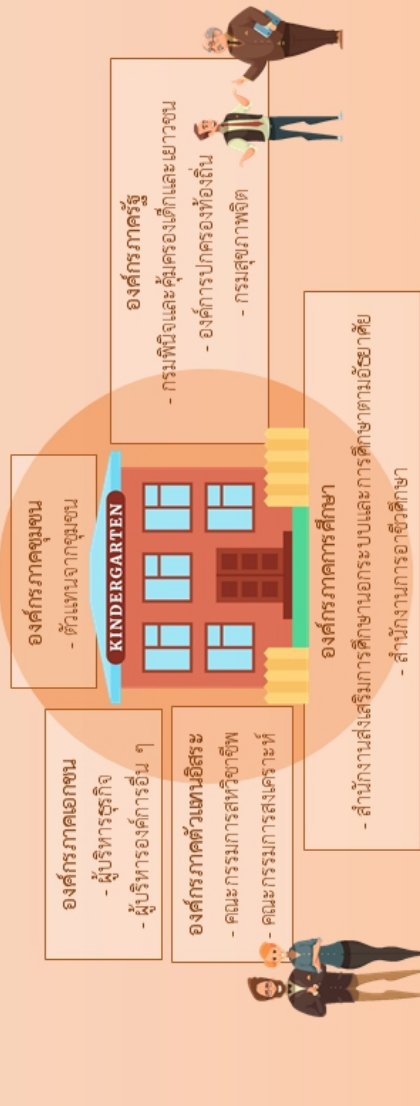 องค์กรภาคชุมชน
- ตัวแทนจากชุมชน
องค์กรภาคเอกชน
- ผู้บริหารธุรกิจ
- ผู้บริหารองค์การอื่น ๆ
องค์กรภาครัฐ
- กรมพินิจและคุ้มครองเด็กและเยาวชน
- องค์การปกครองท้องถิ่น
- กรมสุขภาพจิต
KINDERGARTEN
องค์กรภาคตัวแทนอิสระ
- คณะกรรมการสหวิชาชีพ
- คณะกรรมการสงเคราะห์
องค์กรภาคการศึกษา
- สำนักงานส่งเสริมการศึกษานอกระบบและการศึกษาตามอัธยาศัย
- สำนักงานการอาชีวศึกษา